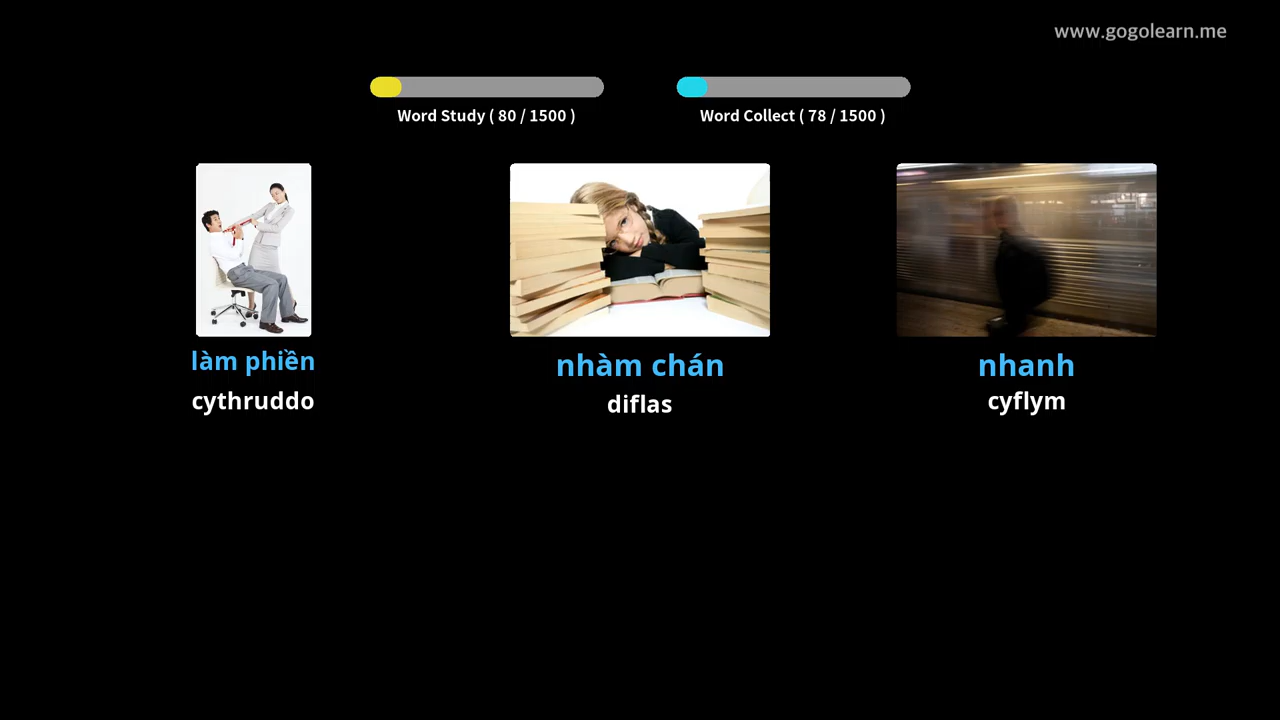 www.gogolearn.me
Word Study ( 80 / 1500 )
Word Collect ( 78 / 1500 )
làm phiền
cythruddo
nhàm chán
diflas
nhanh
cyflym